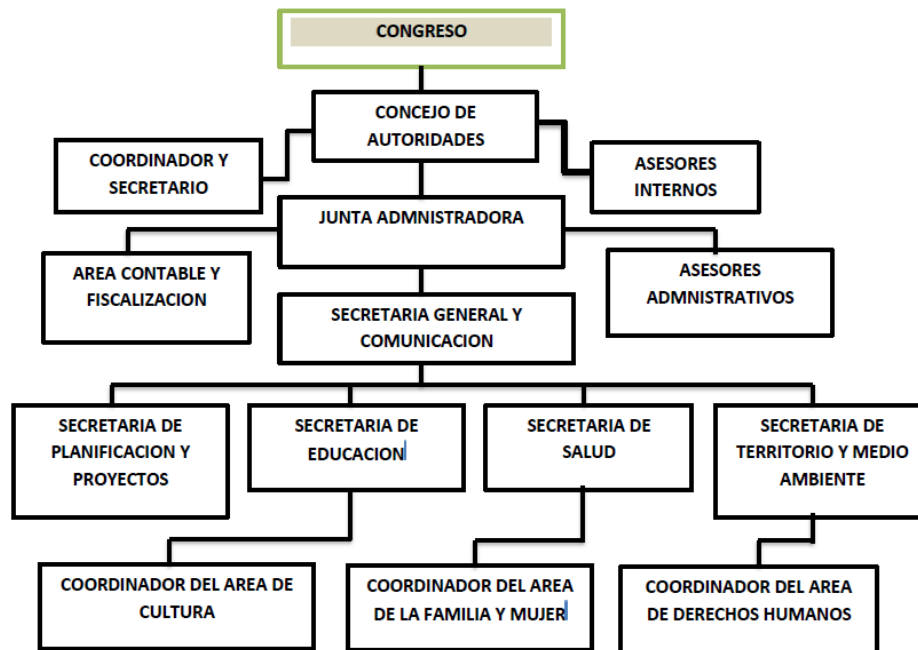 CONGRESO
CONCEJO DE
AUTORIDADES
COORDINADOR Y
SECRETARIO
ASESORES
INTERNOS
JUNTA ADMNISTRADORA
AREA CONTABLE Y
FISCALIZACION
ASESORES
ADMNISTRATIVOS
SECRETARIA GENERAL Y
COMUNICACION
SECRETARIA DE
PLANIFICACION Y
PROYECTOS
SECRETARIA DE
EDUCACION
SECRETARIA DE
SALUD
SECRETARIA DE
TERRITORIO Y MEDIO
AMBIENTE
COORDINADOR DEL AREA DE
CULTURA
COORDINADOR DEL AREA
DE LA FAMILIA Y MUJER
COORDINADOR DEL AREA
DE DERECHOS HUMANOS